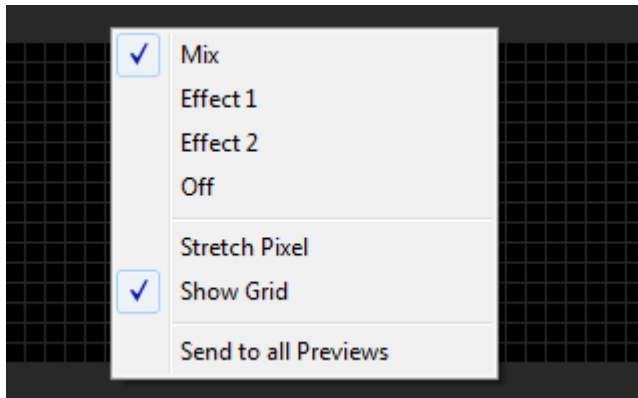 Mix
Effect 1
Effect 2
Off
Stretch Pixel
Show Grid
Send to all Previews